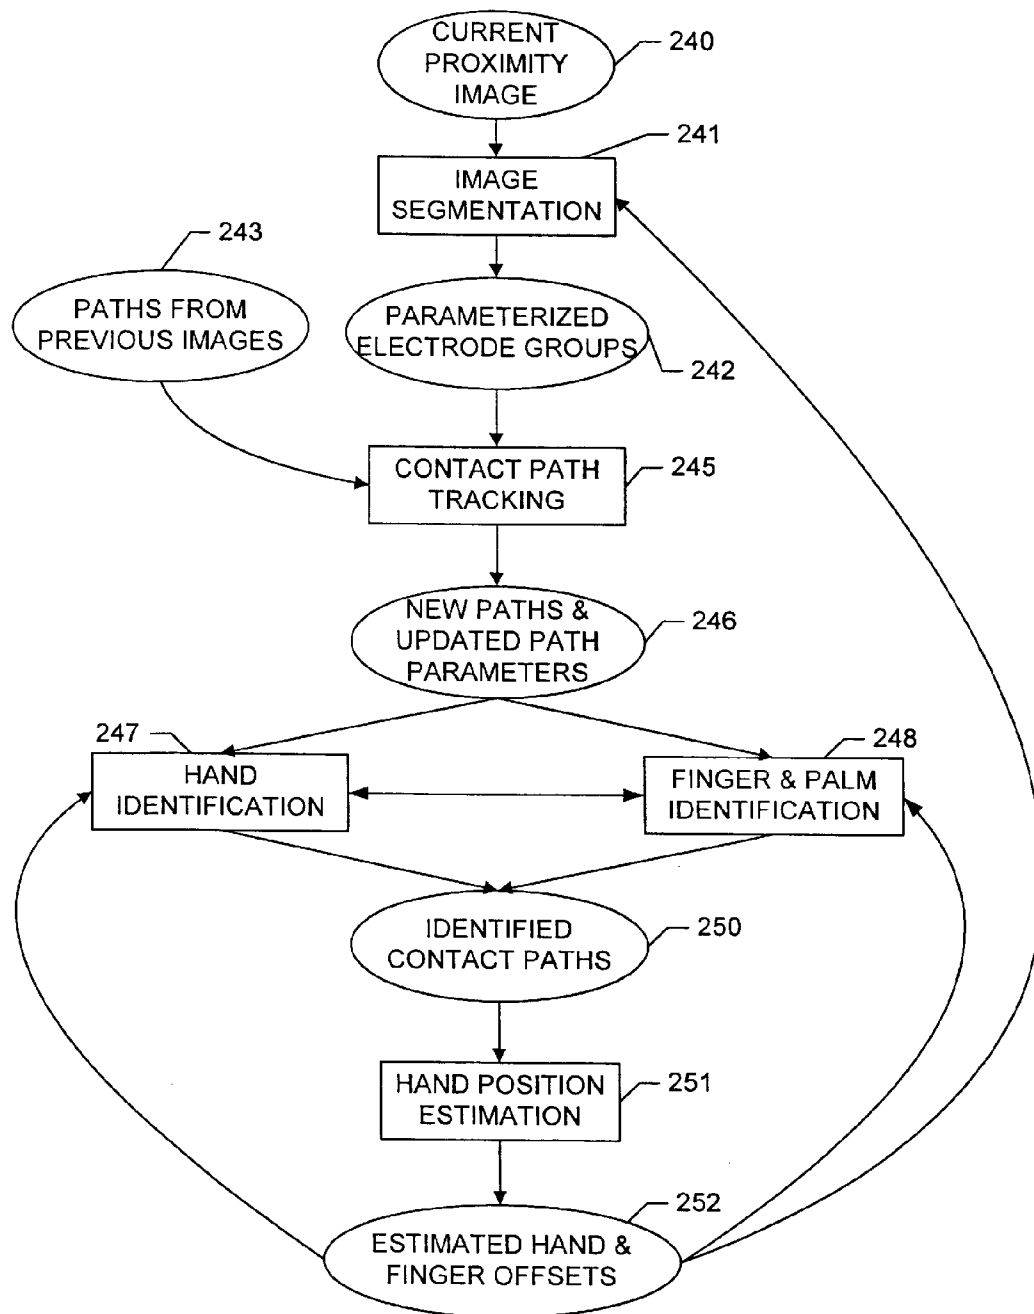 CURRENT
PROXIMITY
IMAGE
240
241
IMAGE
SEGMENTATION
243
PATHS FROM
PREVIOUS IMAGES
PARAMETERIZED
ELECTRODE GROUPS
242
CONTACT PATH
TRACKING
245
NEW PATHS &
UPDATED PATH
PARAMETERS
246
247
HAND
IDENTIFICATION
248
FINGER & PALM
IDENTIFICATION
IDENTIFIED
CONTACT PATHS
250
HAND POSITION
ESTIMATION
251
252
ESTIMATED HAND &
FINGER OFFSETS